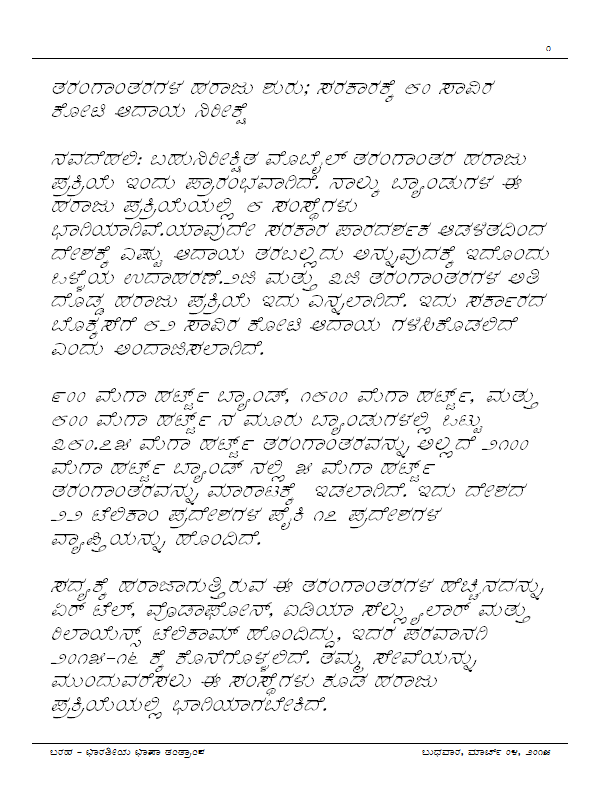 ೧
ತರಂಗಾಂತರಗಳ ಹರಾಜು ಶುರು; ಸರಕಾರಕ್ಕೆ ೮೦ ಸಾವಿರ
ಕೋಟಿ ಆದಾಯ ನಿರೀಕ್ಷೆ
ನವದೆಹಲಿ: ಬಹುನಿರೀಕ್ಷಿತ ಮೊಬೈಲ್ ತರಂಗಾಂತರ ಹರಾಜು
ಪ್ರಕ್ರಿಯೆ ಇಂದು ಪ್ರಾರಂಭವಾಗಿದೆ. ನಾಲ್ಕು ಬ್ಯಾಂಡುಗಳ ಈ
ಹರಾಜು ಪ್ರಕ್ರಿಯೆಯಲ್ಲಿ ೮ ಸಂಸ್ಥೆಗಳು
ಭಾಗಿಯಾಗಿವೆ.ಯಾವುದೇ ಸರಕಾರ ಪಾರದರ್ಶಕ ಆಡಳಿತದಿಂದ
ದೇಶಕ್ಕೆ ಎಷ್ಟು ಆದಾಯ ತರಬಲ್ಲದು ಅನ್ನುವುದಕ್ಕೆ ಇದೊಂದು
ಒಳ್ಳೆಯ ಉದಾಹರಣೆ.೨ಜಿ ಮತ್ತು ೩ಜಿ ತರಂಗಾಂತರಗಳ ಅತಿ
ದೊಡ್ಡ ಹರಾಜು ಪ್ರಕ್ರಿಯೆ ಇದು ಎನ್ನಲಾಗಿದೆ. ಇದು ಸರ್ಕಾರದ
ಬೊಕ್ಕಸೆಗೆ ೮೨ ಸಾವಿರ ಕೋಟಿ ಆದಾಯ ಗಳಿಸಿಕೊಡಲಿದೆ
ಎಂದು ಅಂದಾಜಿಸಲಾಗಿದೆ.
೯೦೦ ಮೆಗಾ ಹರ್ಟ್ಜ್ ಬ್ಯಾಂಡ್, ೧೮೦೦ ಮೆಗಾ ಹರ್ಟ್ಜ್, ಮತ್ತು
೮೦೦ ಮೆಗಾ ಹರ್ಟ್ಜ್ ನ ಮೂರು ಬ್ಯಾಂಡುಗಳಲ್ಲಿ ಒಟ್ಟು
೩೮೦.೭೫ ಮೆಗಾ ಹರ್ಟ್ಜ್ ತರಂಗಾಂತರವನ್ನು ಅಲ್ಲದೆ ೨೧೦೦
ಮೆಗಾ ಹರ್ಟ್ಜ್ ಬ್ಯಾಂಡ್ ನಲ್ಲಿ ೫ ಮೆಗಾ ಹರ್ಟ್ಜ್
ತರಂಗಾಂತರವನ್ನು ಮಾರಾಟಕ್ಕೆ ಇಡಲಾಗಿದೆ. ಇದು ದೇಶದ
೨೨ ಟೆಲಿಕಾಂ ಪ್ರದೇಶಗಳ ಪೈಕಿ ೧೭ ಪ್ರದೇಶಗಳ
ವ್ಯಾಪ್ತಿಯನ್ನು ಹೊಂದಿದೆ.
ಸದ್ಯಕ್ಕೆ ಹರಾಜಾಗುತ್ತಿರುವ ಈ ತರಂಗಾಂತರಗಳ ಹೆಚ್ಚಿನದನ್ನು
ಏರ್ ಟೆಲ್, ವೊಡಾಫೋನ್, ಐಡಿಯಾ ಸೆಲ್ಲ್ಯುಲಾರ್ ಮತ್ತು
ರಿಲಾಯೆನ್ಸ್ ಟೆಲಿಕಾಮ್ ಹೊಂದಿದ್ದು, ಇದರ ಪರವಾನಗಿ
೨೦೧೫-೧೬ ಕ್ಕೆ ಕೊನೆಗೊಳ್ಳಲಿದೆ. ತಮ್ಮ ಸೇವೆಯನ್ನು
ಮುಂದುವರೆಸಲು ಈ ಸಂಸ್ಥೆಗಳು ಕೂಡ ಹರಾಜು
ಪ್ರಕ್ರಿಯೆಯಲ್ಲಿ ಭಾಗಿಯಾಗಬೇಕಿದೆ.
ಬರಹ - ಭಾರತೀಯ ಭಾಷಾ ತಂತ್ರಾಂಶ ಬುಧವಾರ, ಮಾರ್ಚ್ ೦೪, ೨೦೧೫